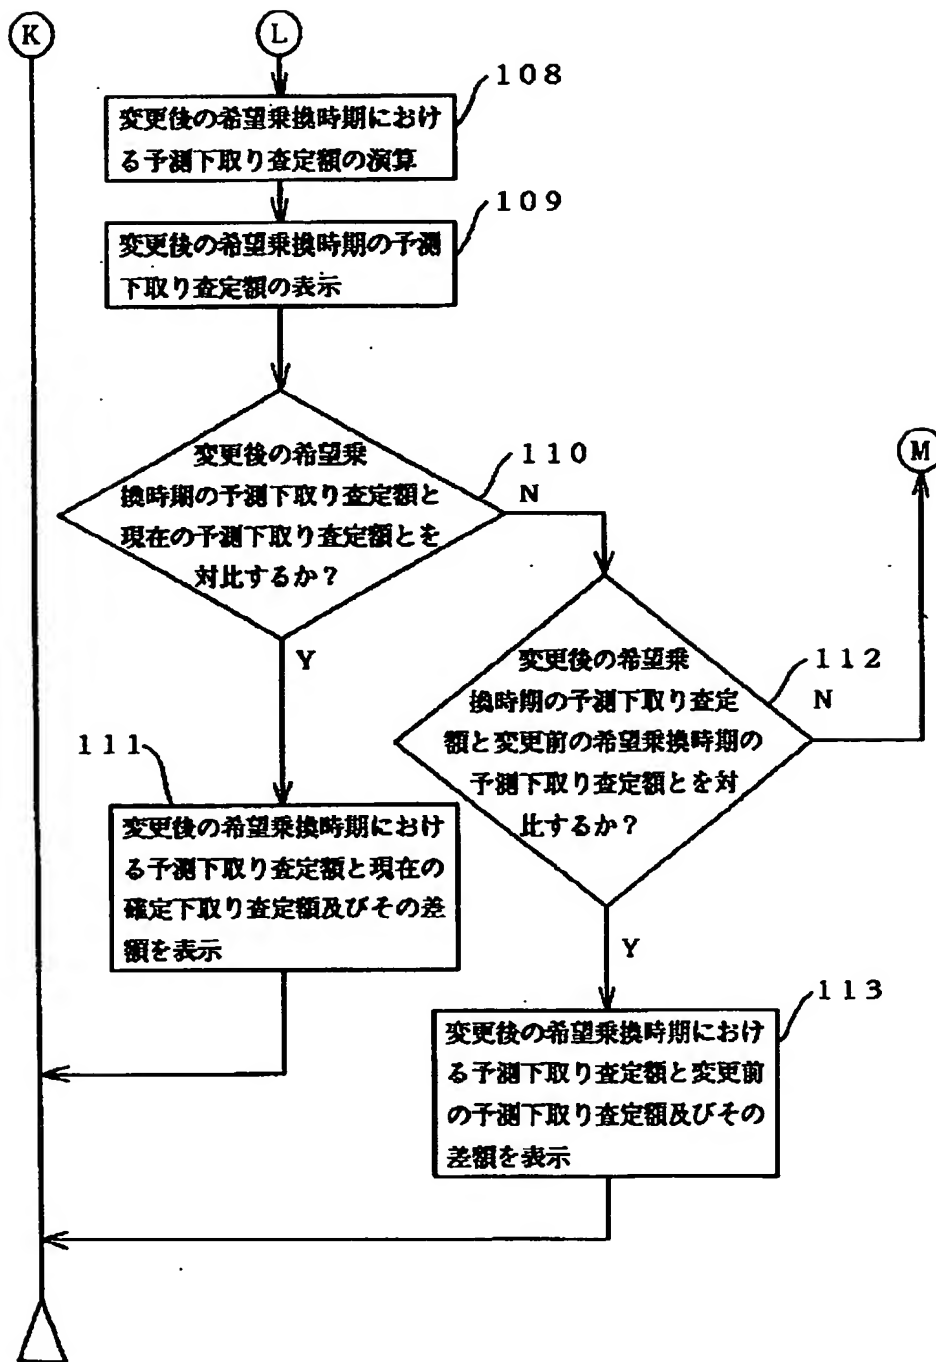 K
L
108
変更後の希望乗換時期におけ
る予測下取り査定額の演算
109
変更後の希望乗換時期の予測
下取り査定額の表示
変更後の希望乗
換時期の予測下取り査定額と
現在の予測下取り査定額とを
対比するか?
110
N
M
Y
変更後の希望乗
換時期の予測下取り査定
額と変更前の希望乗換時期の
予測下取り査定額とを対
比するか?
112
N
111
変更後の希望乗換時期におけ
る予測下取り査定額と現在の
確定下取り査定額及びその差
額を表示
Y
113
変更後の希望乗換時期におけ
る予測下取り査定額と変更前
の予測下取り査定額及びその
差額を表示